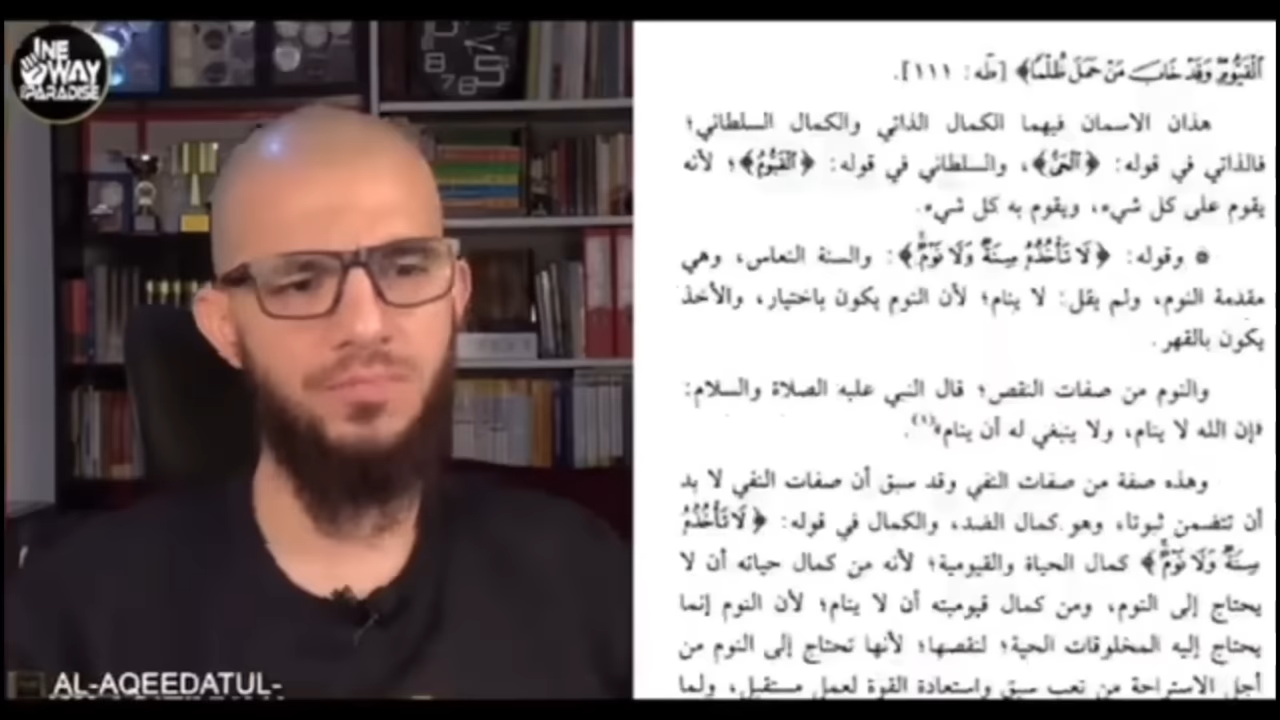 ONE
WAY
TO PARADISE
ٱلْقَيُّومِ وَقَدْ خَابَ مَنْ حَمَلَ ظُلْمًا﴾ [طه: ١١١].
هذان الاسمان فيهما الكمال الذاتي والكمال السلطاني؛
فالذاتي في قوله: ﴿ٱلْحَىُّ﴾، والسلطاني في قوله: ﴿ٱلْقَيُّومُ﴾؛ لأنه
يقوم على كل شيء، ويقوم به كل شيء.
* وقوله: ﴿لَا تَأْخُذُهُۥ سِنَةٌ وَلَا نَوْمٌ﴾: والسنة النعاس، وهي
مقدمة النوم، ولم يقل: لا ينام؛ لأن النوم يكون باختيار، والأخذ
يكون بالقهر.
والنوم من صفات النقص؛ قال النبي عليه الصلاة والسلام:
«إن الله لا ينام، ولا ينبغي له أن ينام»(١).
وهذه صفة من صفات النفي وقد سبق أن صفات النفي لا بد
أن تتضمن ثبوتا، وهو كمال الضد، والكمال في قوله: ﴿لَا تَأْخُذُهُۥ
سِنَةٌ وَلَا نَوْمٌ﴾ كمال الحياة والقيومية؛ لأنه من كمال حياته أن لا
يحتاج إلى النوم، ومن كمال قيوميته أن لا ينام؛ لأن النوم إنما
يحتاج إليه المخلوقات الحية؛ لنقصها؛ لأنها تحتاج إلى النوم من
أجل الاستراحة من تعب سبق واستعادة القوة لعمل مستقبل، ولما
AL-AQEEDATUL-